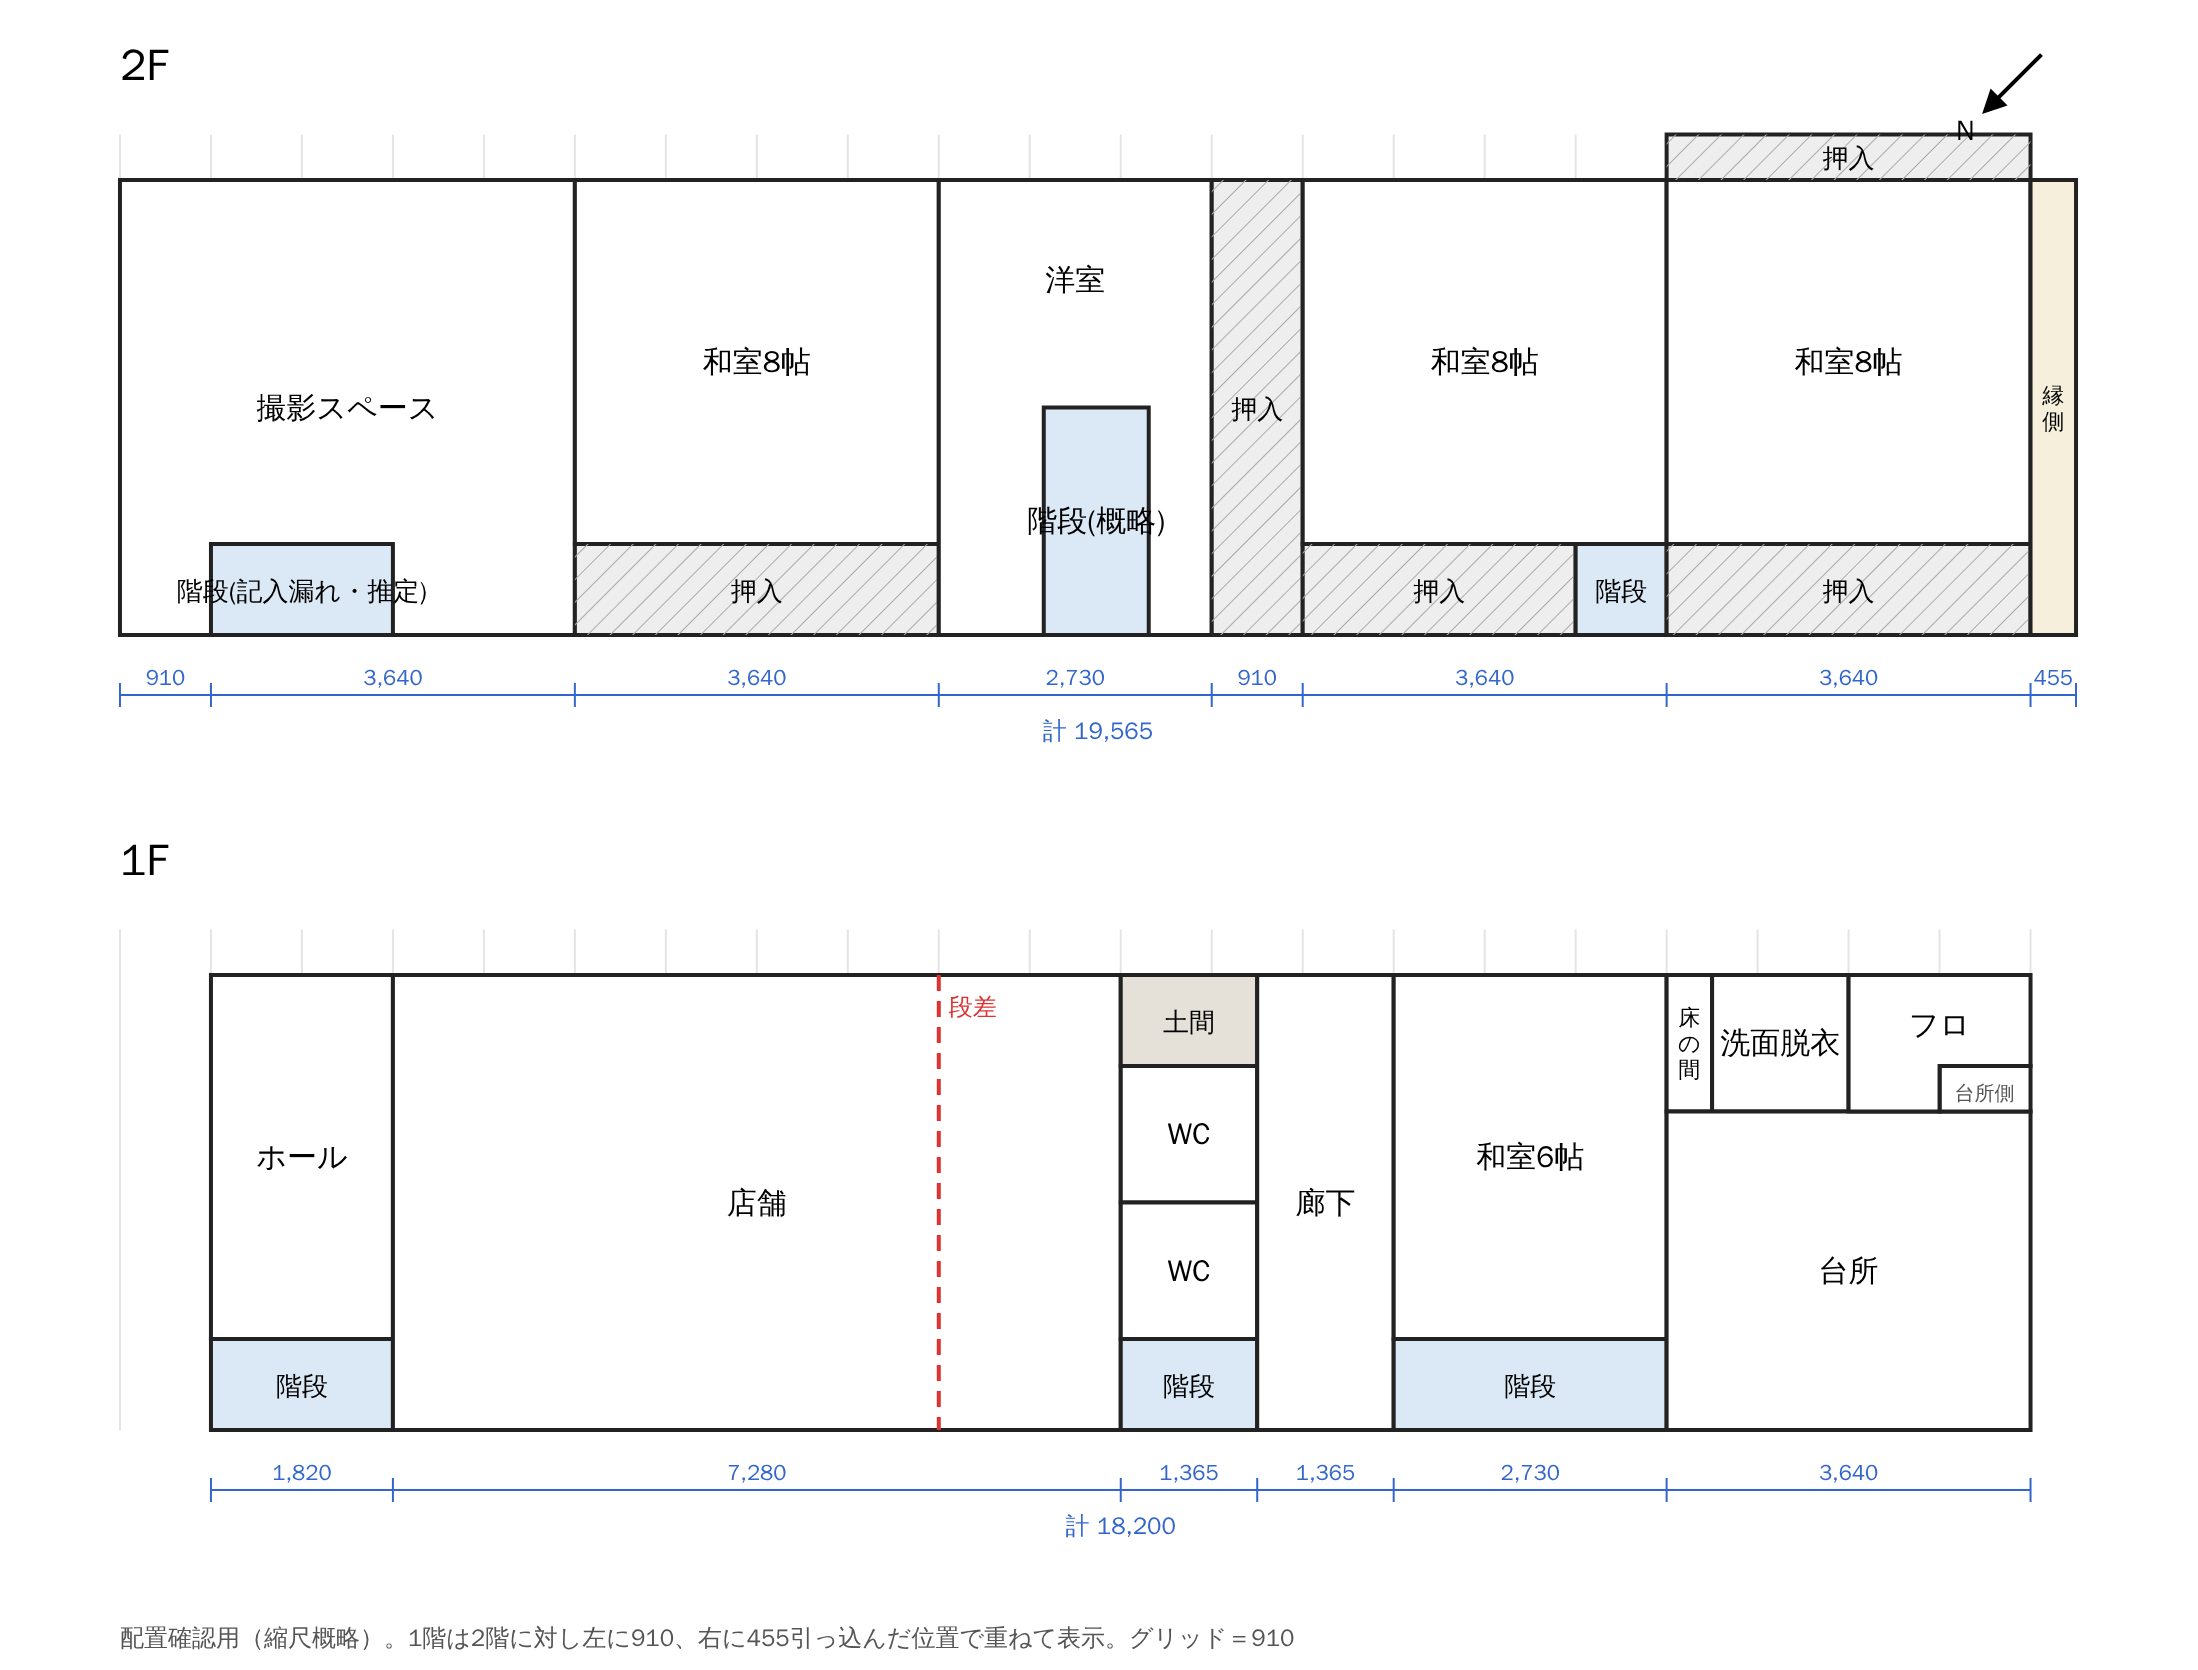 2F
N
押入
洋室
和室8帖
和室8帖
和室8帖
撮影スペース
押入
縁側
階段(概略)
階段(記入漏れ・推定)
押入
押入
階段
押入
910
3,640
3,640
2,730
910
3,640
3,640
455
計 19,565
1F
段差
土間
床の間
洗面脱衣
フロ
台所側
WC
ホール
和室6帖
店舗
廊下
WC
台所
階段
階段
階段
1,820
7,280
1,365
1,365
2,730
3,640
計 18,200
配置確認用（縮尺概略）。1階は2階に対し左に910、右に455引っ込んだ位置で重ねて表示。グリッド＝910